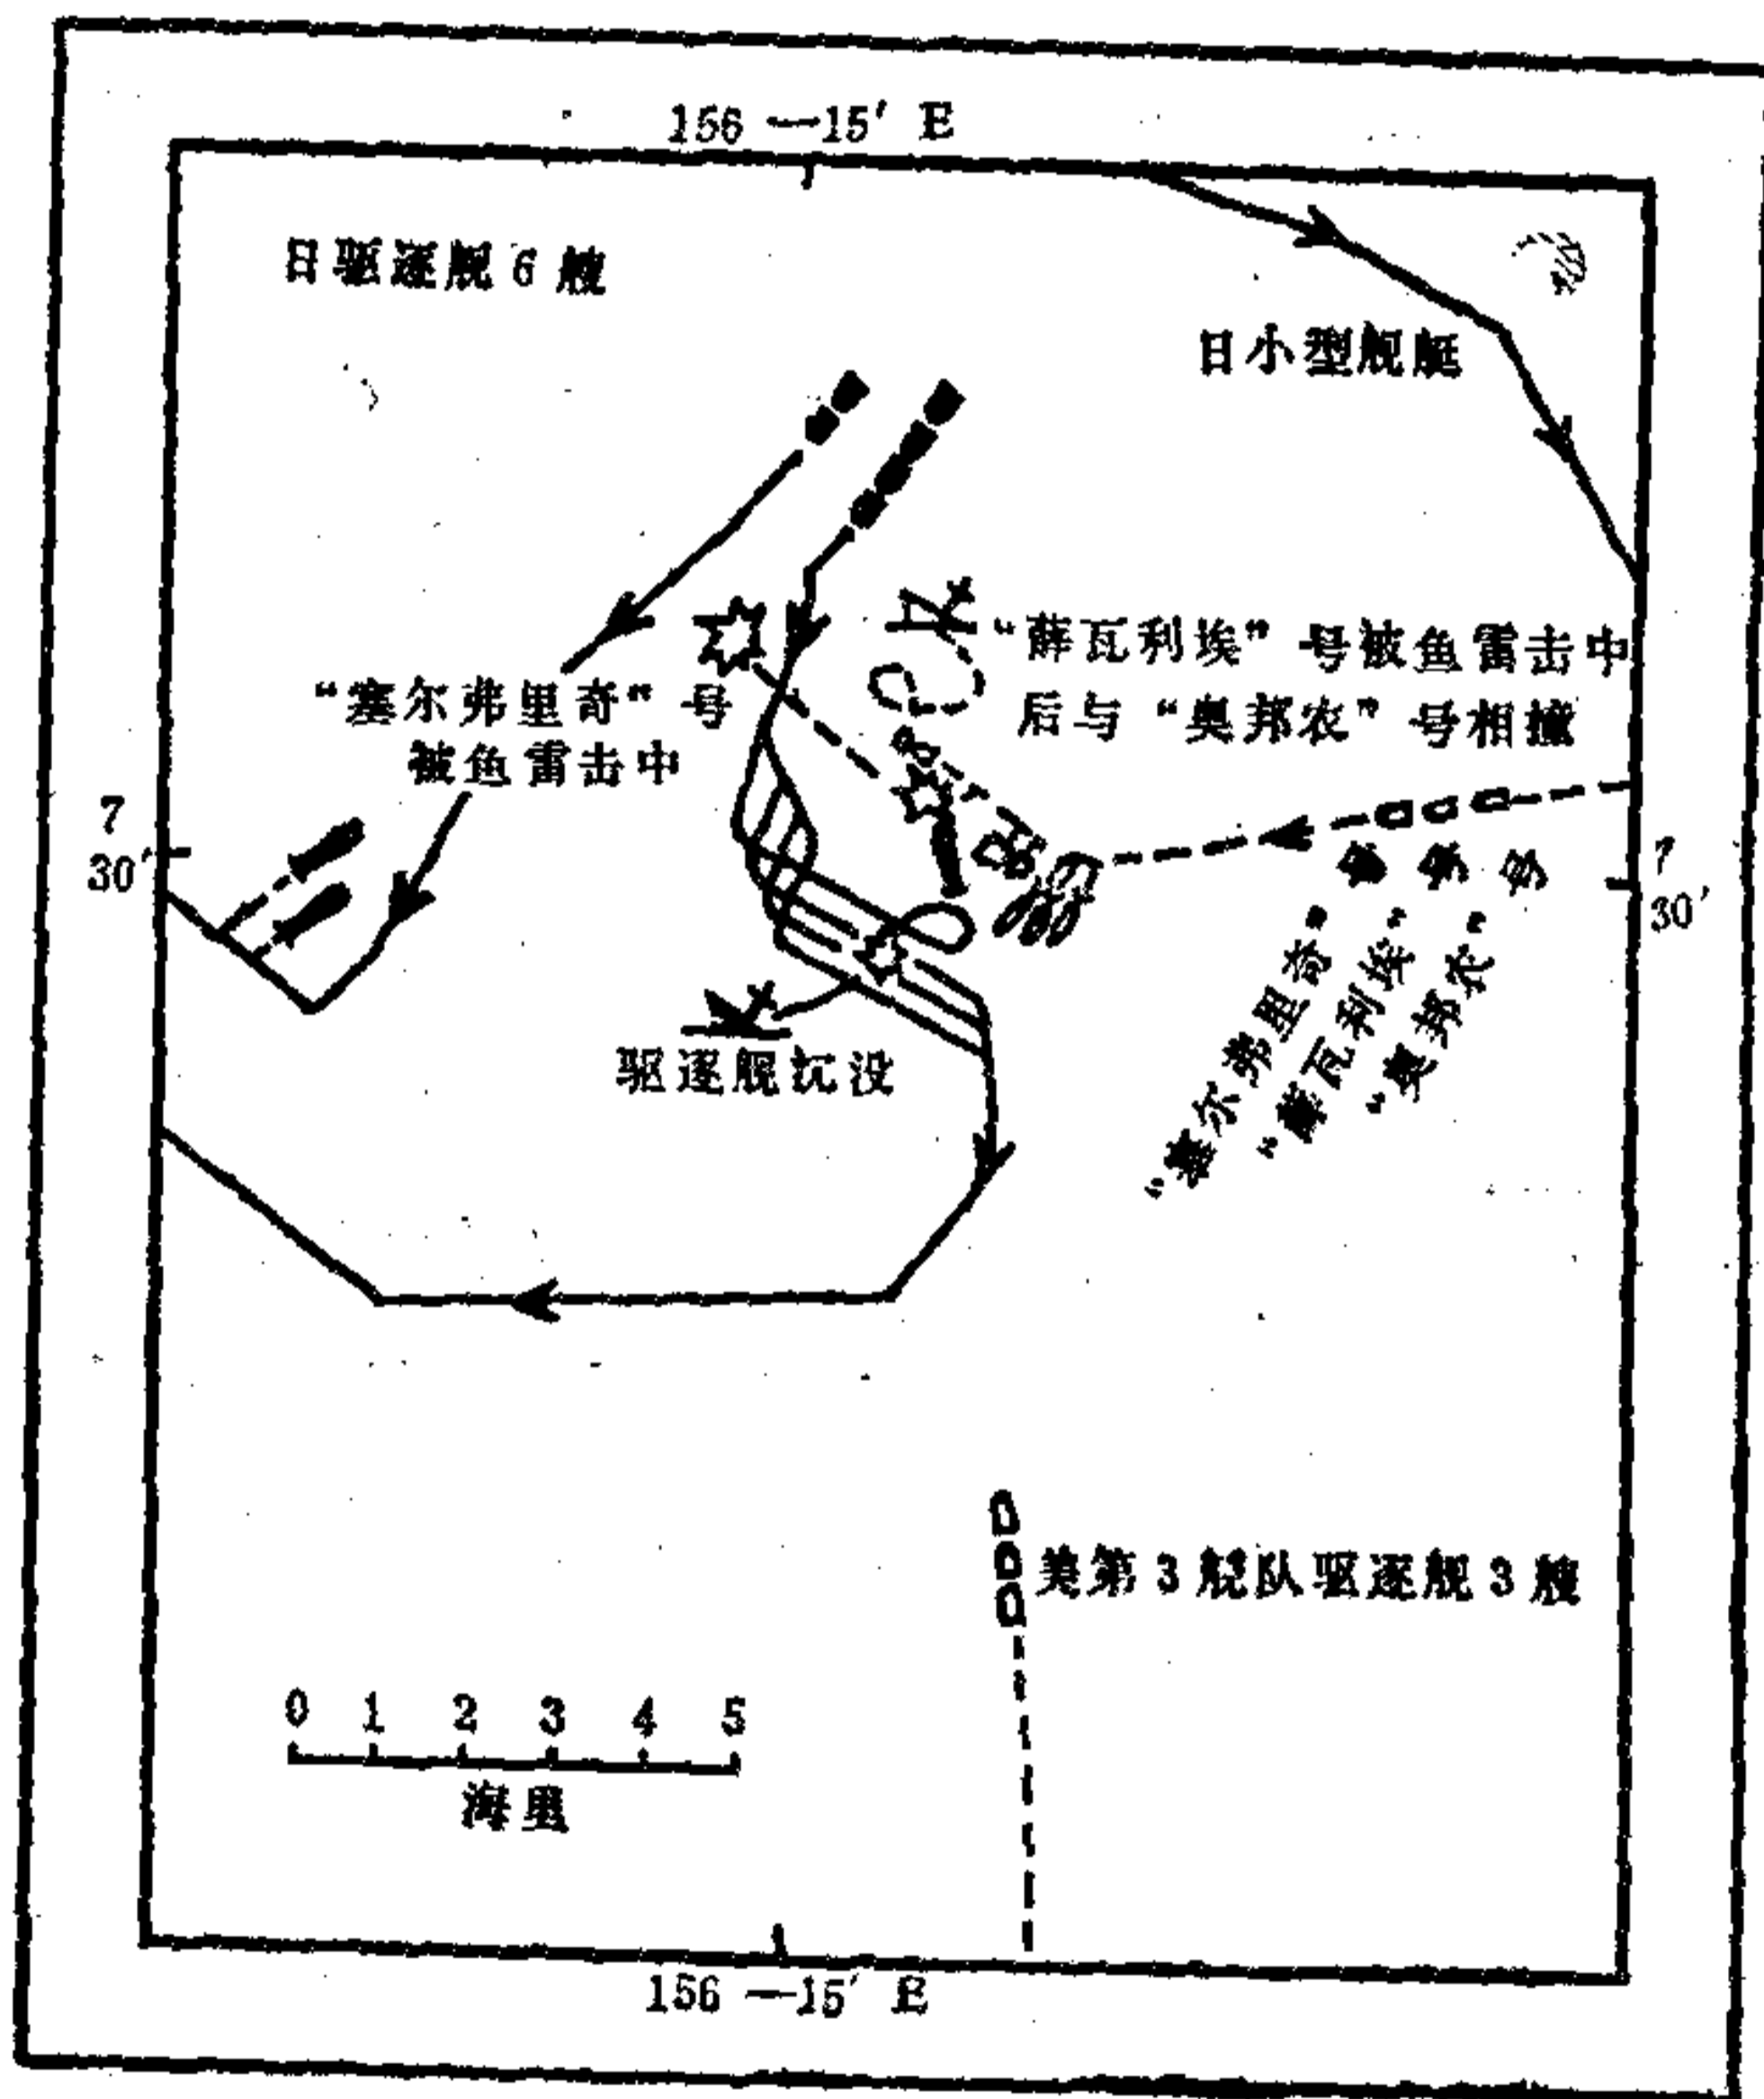 156—15′ E
日驱逐舰6艘
日小型舰艇
“薛瓦利埃”号被鱼雷击中
后与“奥邦农”号相撞
“塞尔弗里奇”号
被鱼雷击中
7
30′
7
30′
“塞尔弗里奇”号
“薛瓦利埃”号
“奥邦农”号
驱逐舰沉没
美第3舰队驱逐舰3艘
0 1 2 3 4 5
海里
156—15′ E